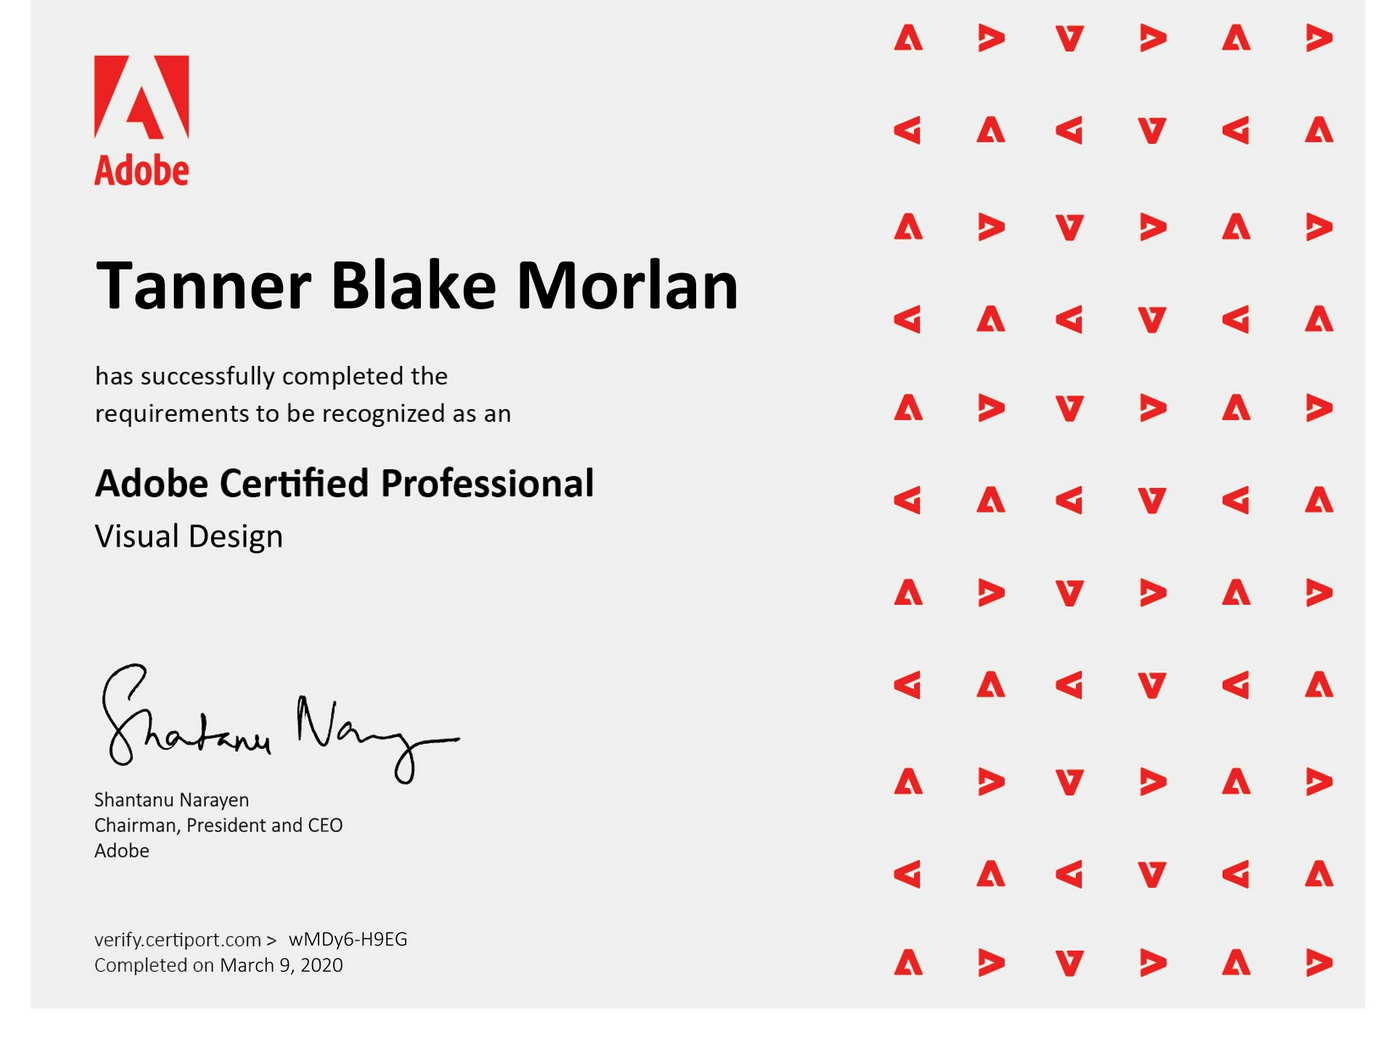 Adobe
Tanner Blake Morlan
has successfully completed the
requirements to be recognized as an
Adobe Certified Professional
Visual Design
Shantanu Narayen
Shantanu Narayen
Chairman, President and CEO
Adobe
verify.certiport.com > wMDy6-H9EG
Completed on March 9, 2020